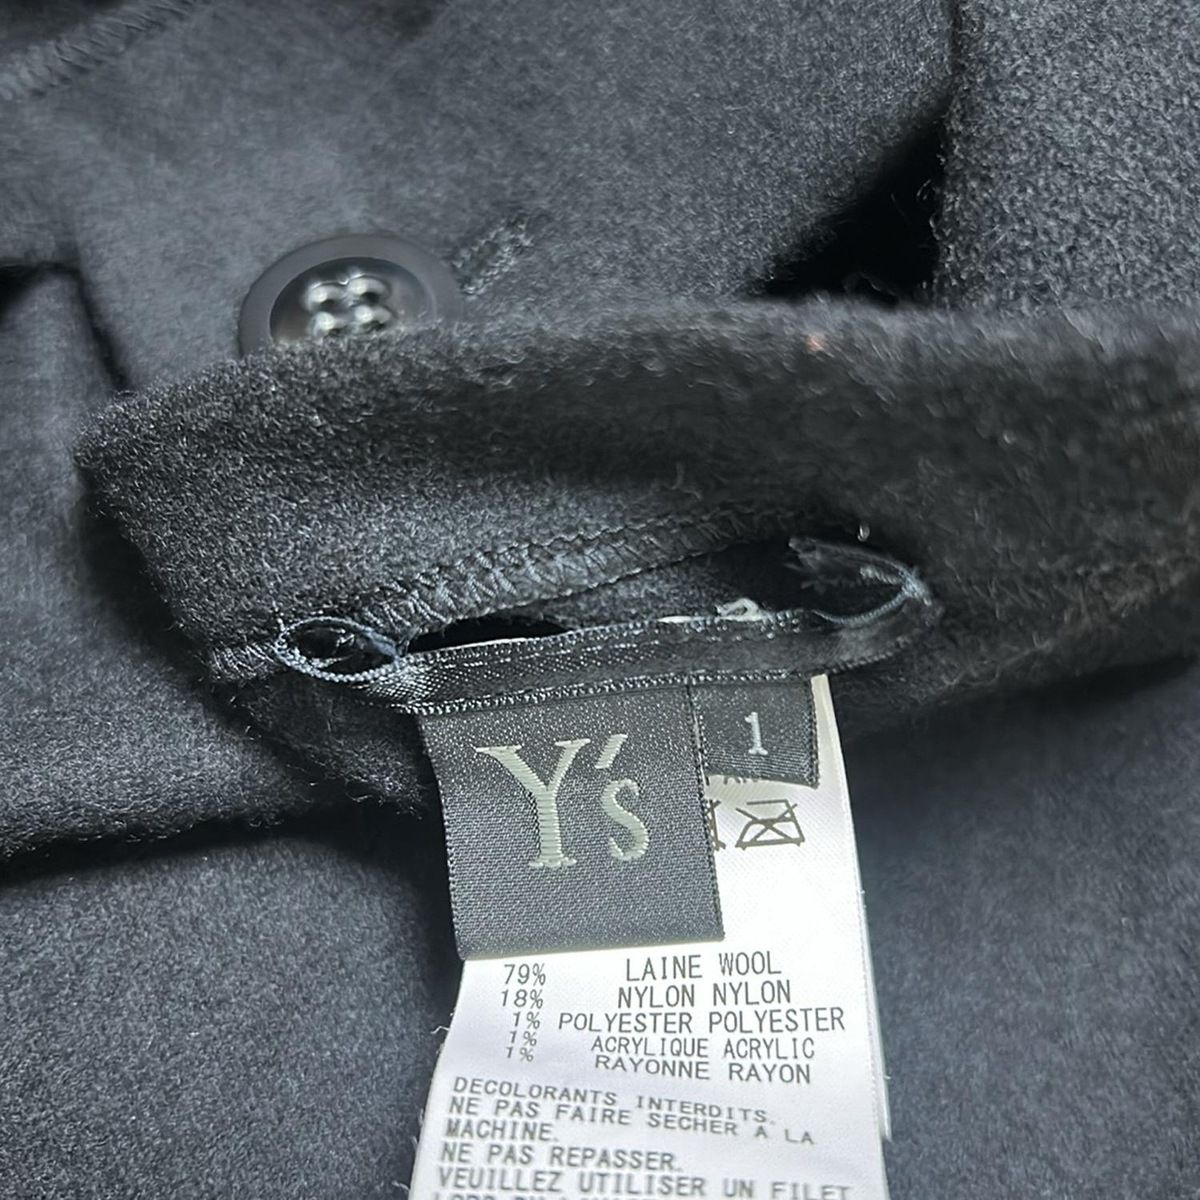 Y's
1
79% LAINE WOOL
18% NYLON NYLON
1% POLYESTER POLYESTER
1% ACRYLIQUE ACRYLIC
1% RAYONNE RAYON
DECOLORANTS INTERDITS.
NE PAS FAIRE SECHER A LA
MACHINE.
NE PAS REPASSER.
VEUILLEZ UTILISER UN FILET